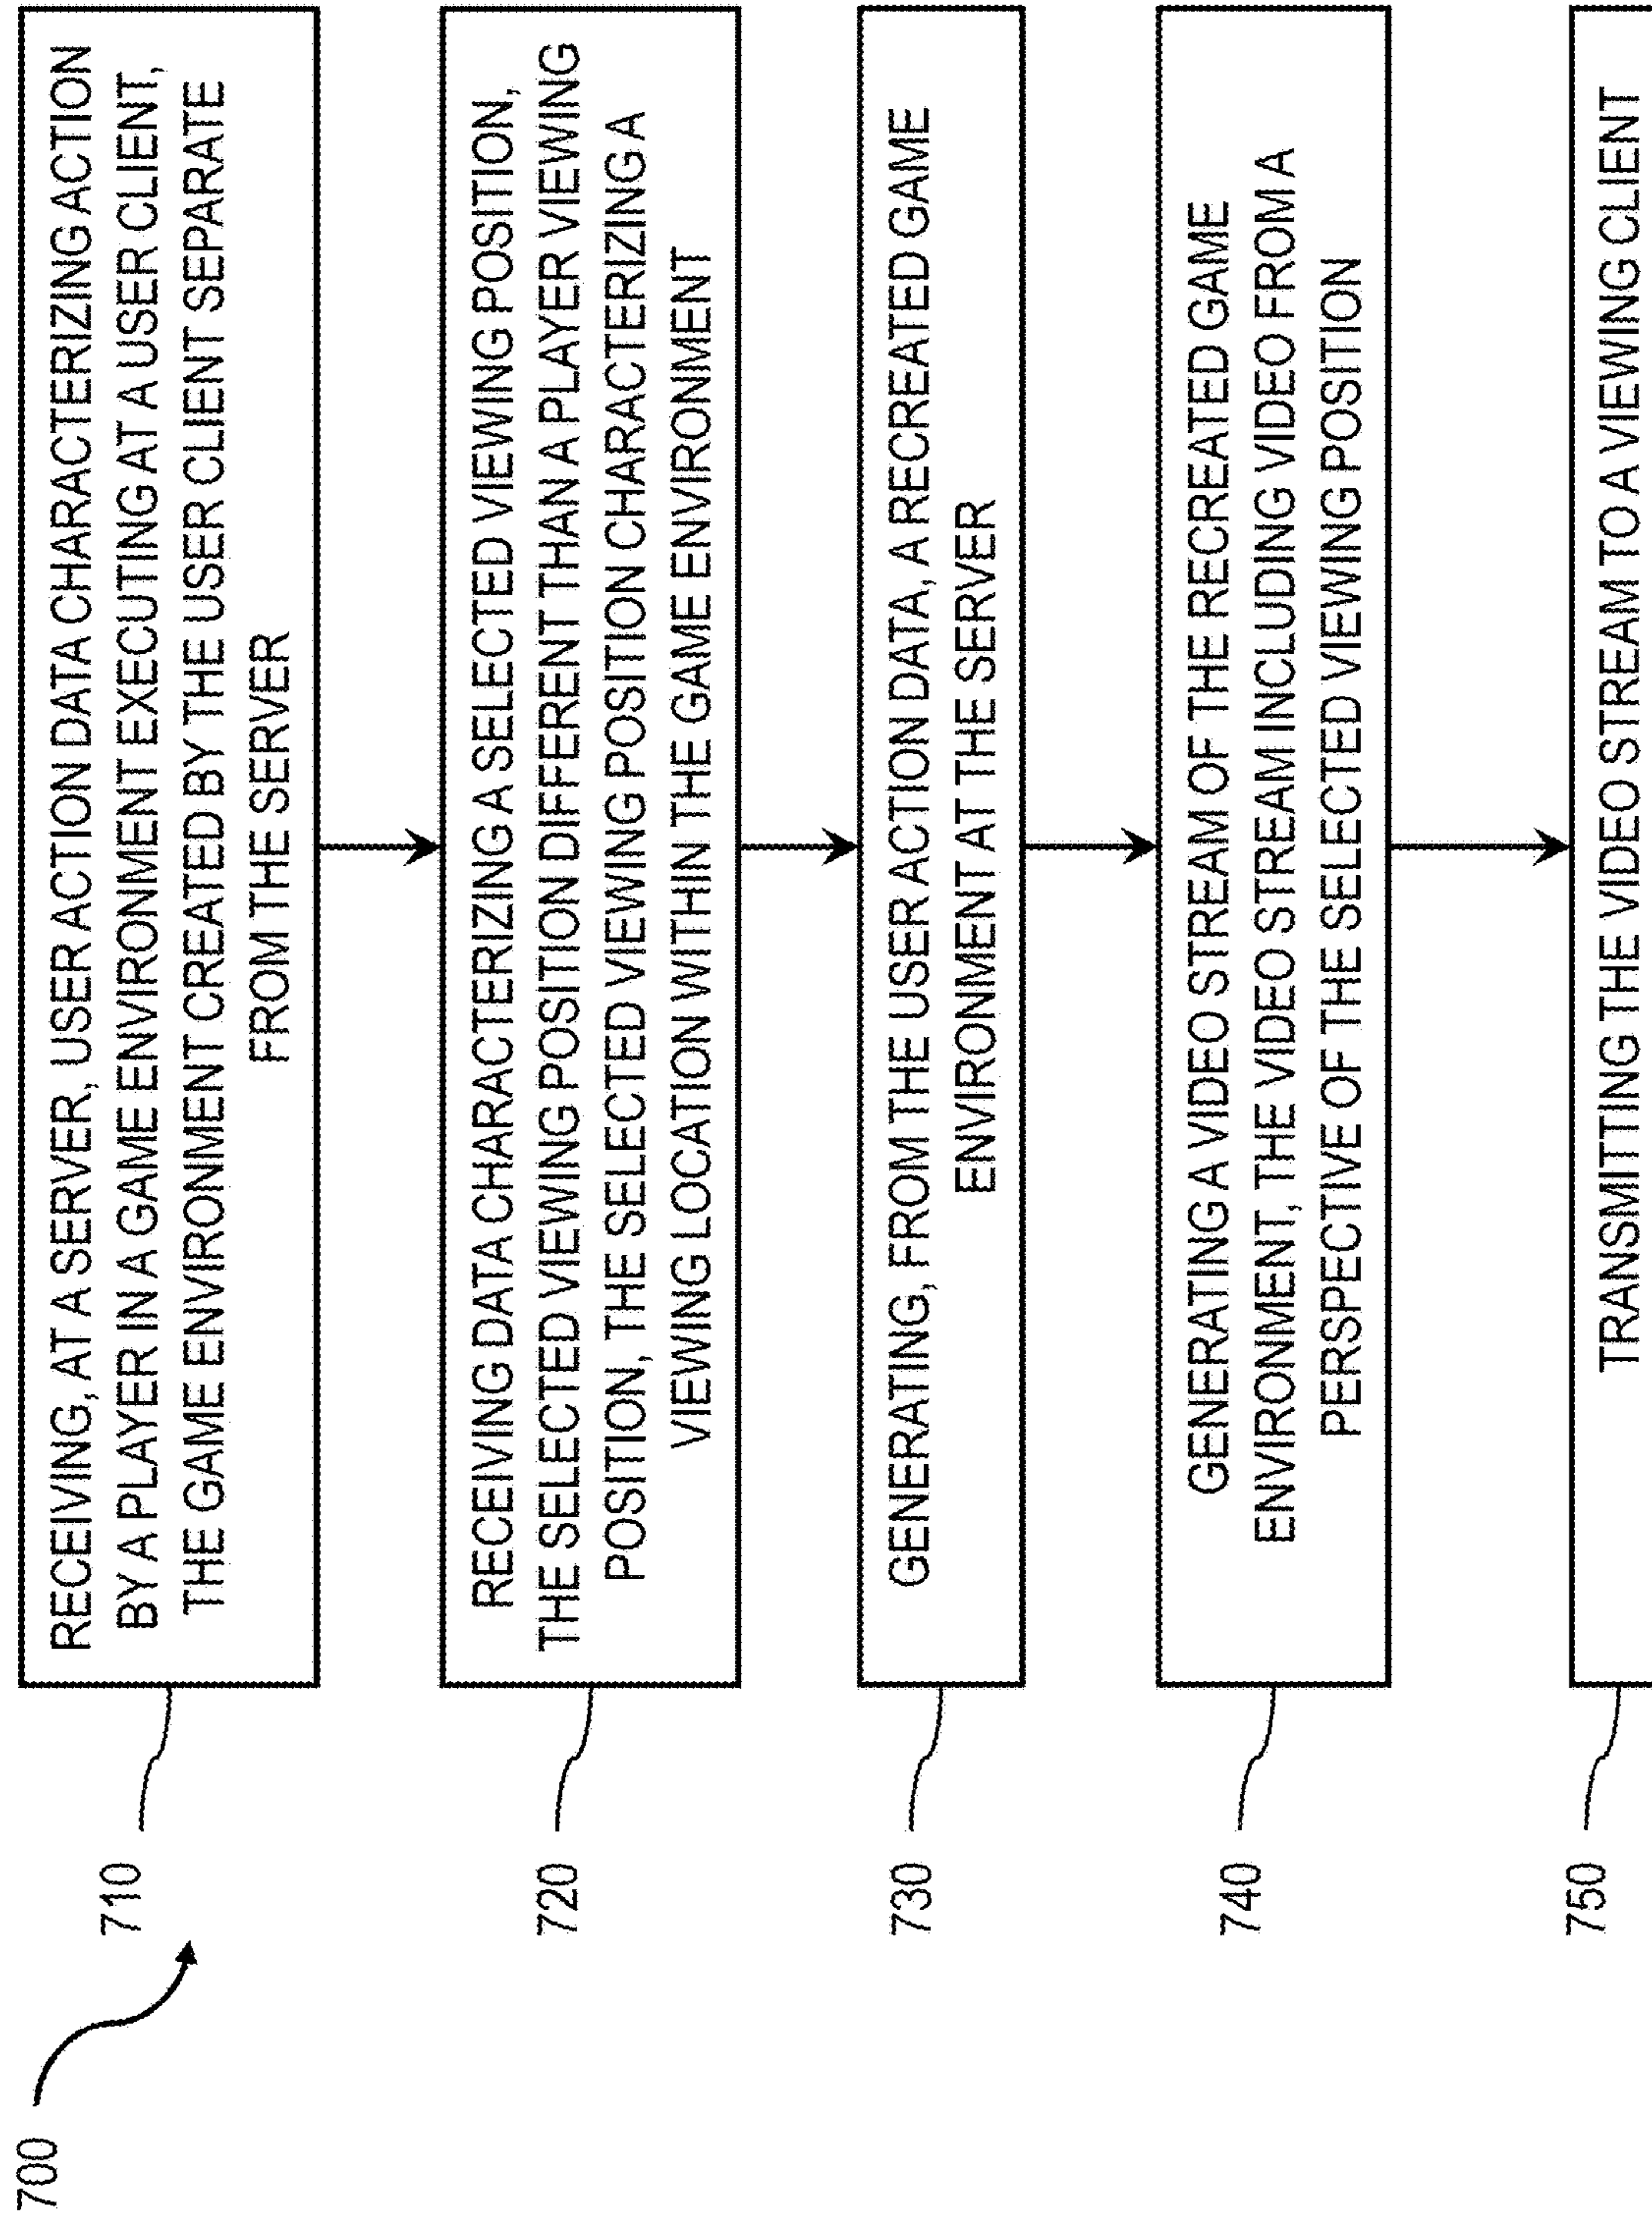 700
710
RECEIVING, AT A SERVER, USER ACTION DATA CHARACTERIZING ACTION
BY A PLAYER IN A GAME ENVIRONMENT EXECUTING AT A USER CLIENT,
THE GAME ENVIRONMENT CREATED BY THE USER CLIENT SEPARATE
FROM THE SERVER
720
RECEIVING DATA CHARACTERIZING A SELECTED VIEWING POSITION,
THE SELECTED VIEWING POSITION DIFFERENT THAN A PLAYER VIEWING
POSITION, THE SELECTED VIEWING POSITION CHARACTERIZING A
VIEWING LOCATION WITHIN THE GAME ENVIRONMENT
730
GENERATING, FROM THE USER ACTION DATA, A RECREATED GAME
ENVIRONMENT AT THE SERVER
740
GENERATING A VIDEO STREAM OF THE RECREATED GAME
ENVIRONMENT, THE VIDEO STREAM INCLUDING VIDEO FROM A
PERSPECTIVE OF THE SELECTED VIEWING POSITION
750
TRANSMITTING THE VIDEO STREAM TO A VIEWING CLIENT